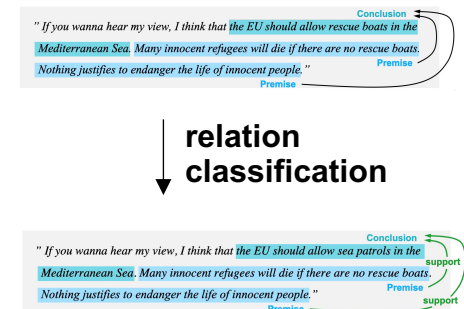 Conclusion
" If you wanna hear my view, I think that the EU should allow rescue boats in the
Mediterranean Sea. Many innocent refugees will die if there are no rescue boats.
Premise
Nothing justifies to endanger the life of innocent people."
Premise
relation
classification
Conclusion
" If you wanna hear my view, I think that the EU should allow sea patrols in the
support
Mediterranean Sea. Many innocent refugees will die if there are no rescue boats.
Premise
Nothing justifies to endanger the life of innocent people."
support
Premise